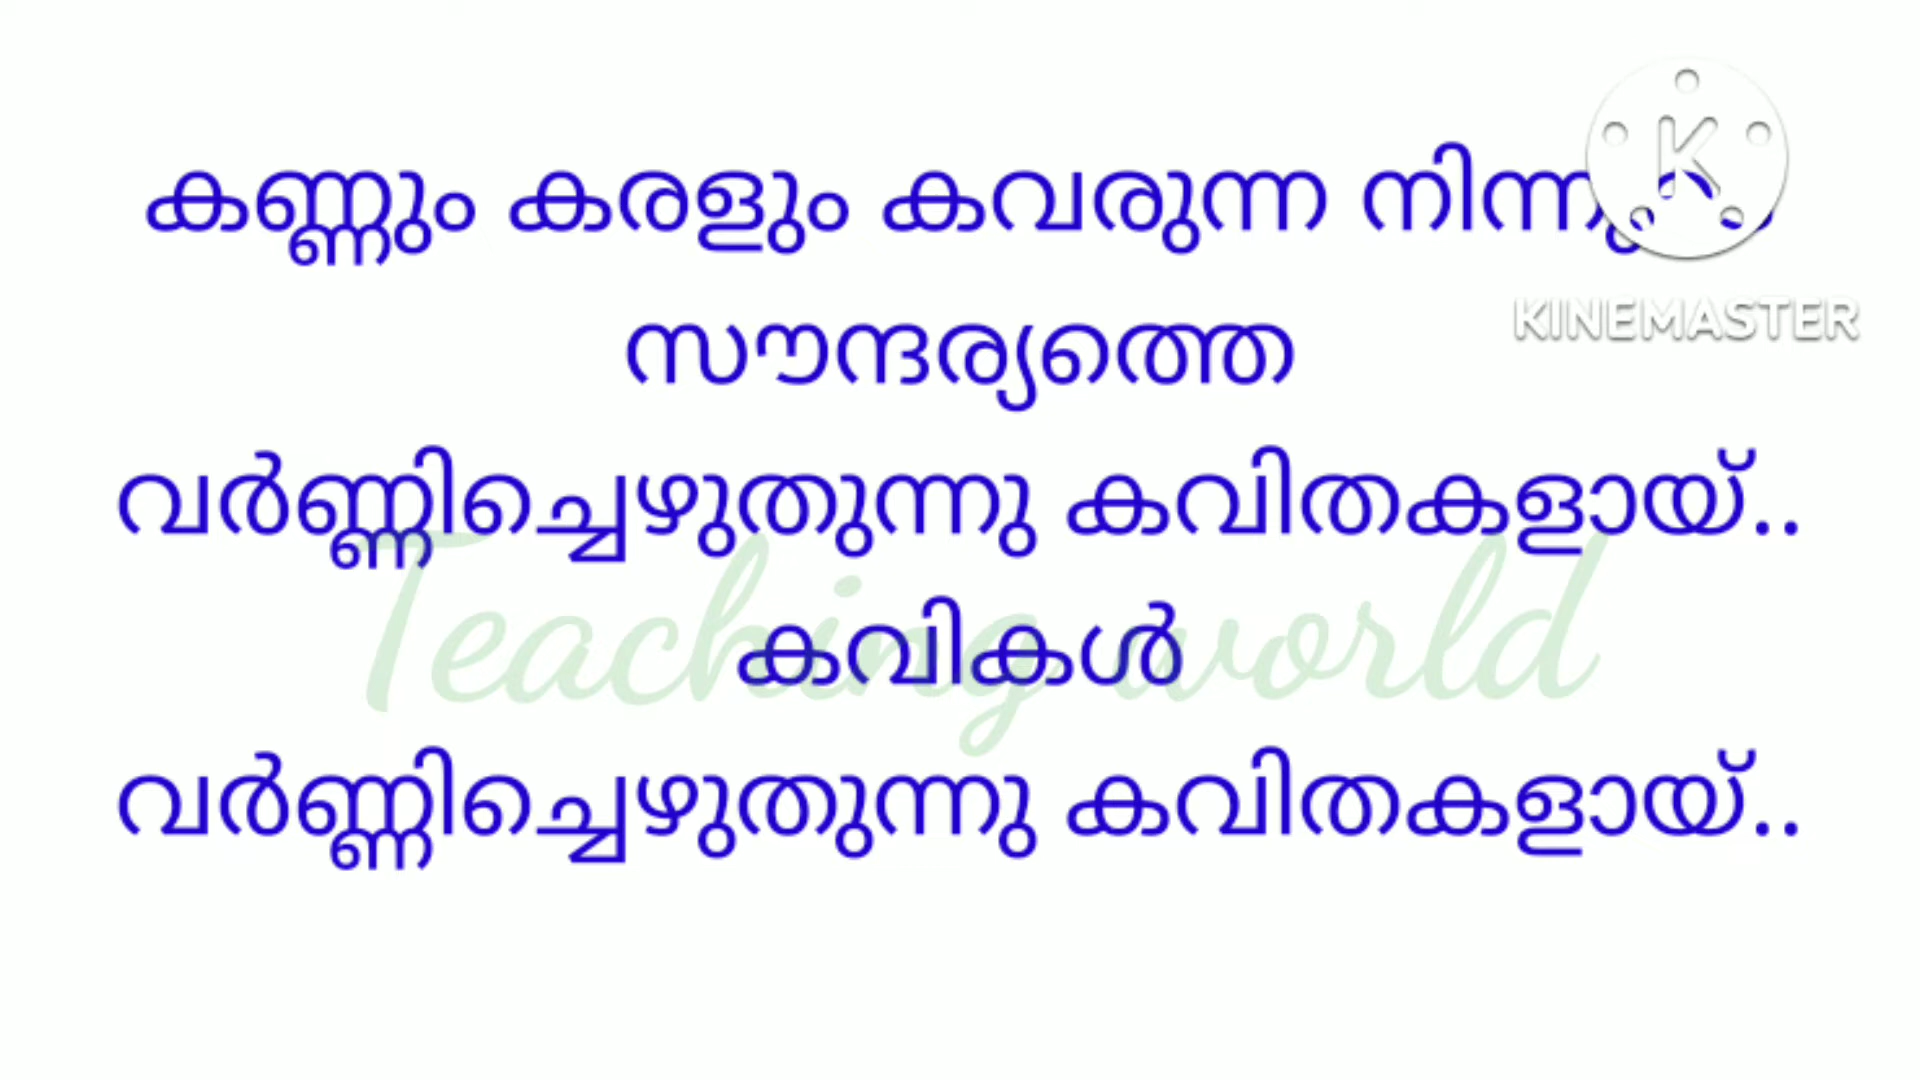 കണ്ണും കരളും കവരുന്ന
KINEMASTER
സൗന്ദര്യത്തെ
വർണ്ണിച്ചെഴുതുന്നു കവിതകളായ്..
Teaching world
കവികൾ
വർണ്ണിച്ചെഴുതുന്നു കവിതകളായ്..